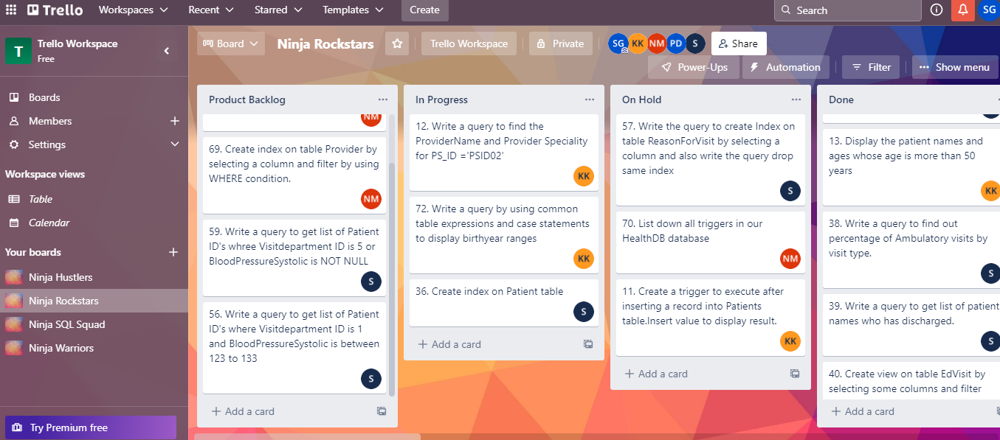 Trello
Workspaces
Recent
Starred
Templates
Create
Search
SG
T
Trello Workspace
Free
Boards
Members
Settings
Workspace views
Table
Calendar
Your boards
Ninja Hustlers
Ninja Rockstars
Ninja SQL Squad
Ninja Warriors
Try Premium free
Board
Ninja Rockstars
Trello Workspace
Private
SG KK NM PD S
Share
Power-Ups
Automation
Filter
Show menu
Product Backlog
NM
69. Create index on table Provider by
selecting a column and filter by using
WHERE condition.
NM
59. Write a query to get list of Patient
ID's whree Visitdepartment ID is 5 or
BloodPressureSystolic is NOT NULL
S
56. Write a query to get list of Patient
ID's where Visitdepartment ID is 1
and BloodPressureSystolic is between
123 to 133
S
Add a card
In Progress
12. Write a query to find the
ProviderName and Provider Speciality
for PS_ID ='PSID02'
KK
72. Write a query by using common
table expressions and case statements
to display birthyear ranges
KK
36. Create index on Patient table
S
Add a card
On Hold
57. Write the query to create Index on
table ReasonForVisit by selecting a
column and also write the query drop
same index
S
70. List down all triggers in our
HealthDB database
NM
11. Create a trigger to execute after
inserting a record into Patients
table.Insert value to display result.
KK
Add a card
Done
13. Display the patient names and
ages whose age is more than 50
years
KK
38. Write a query to find out
percentage of Ambulatory visits by
visit type.
S
39. Write a query to get list of patient
names who has discharged.
S
40. Create view on table EdVisit by
selecting some columns and filter
Add a card